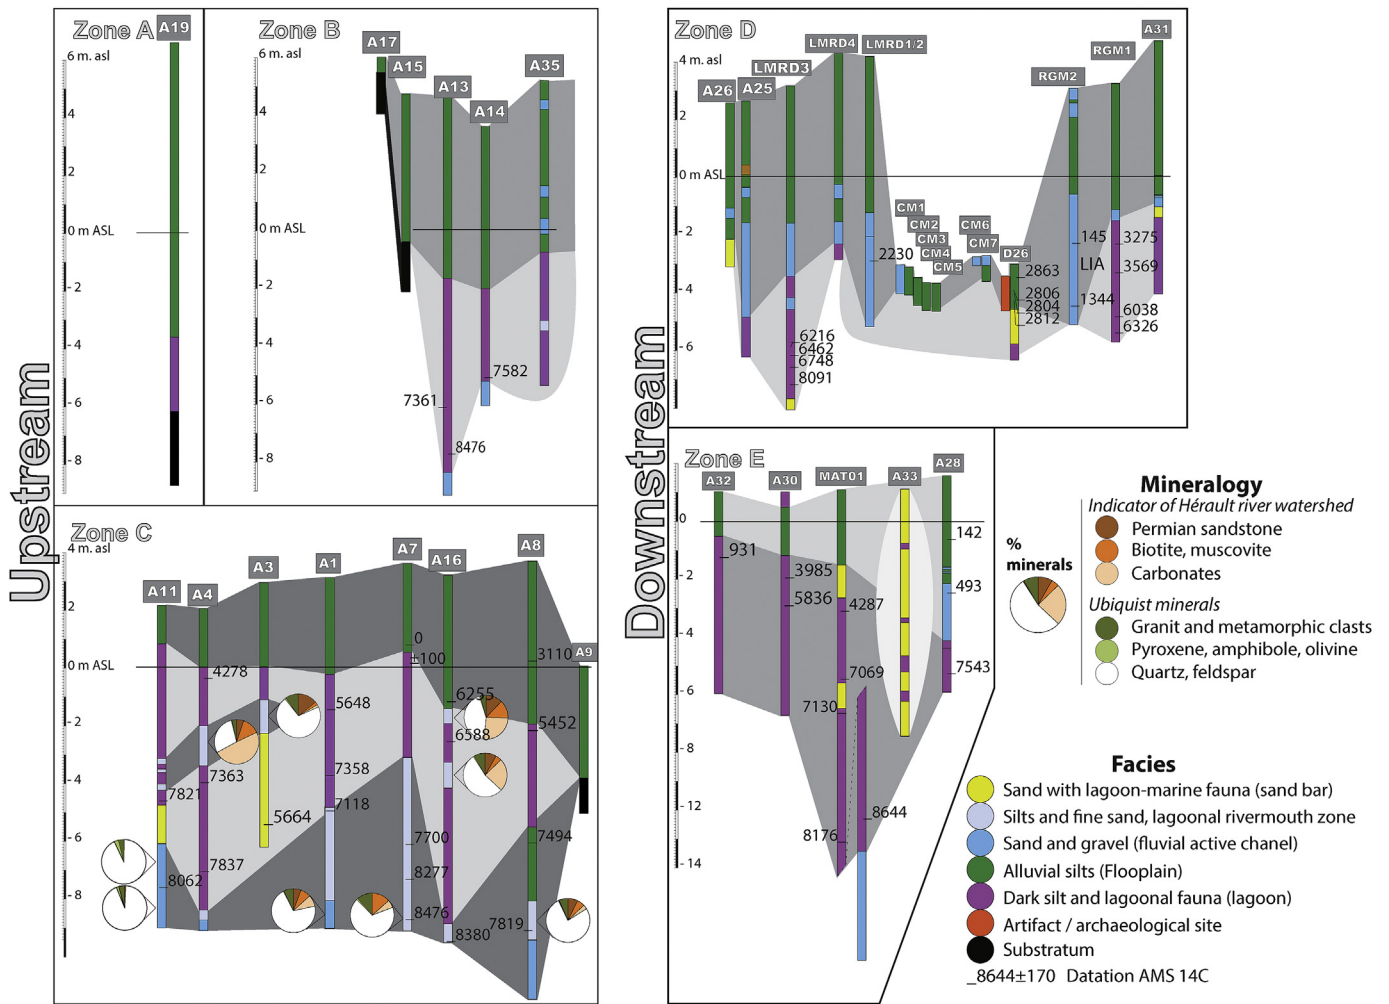 Upstream
Zone A
A19
6 m. asl
4
2
0 m ASL
- 2
- 4
- 6
- 8
Zone B
6 m. asl
4
2
0 m ASL
- 2
- 4
- 6
- 8
A17
A15
A13
A14
A35
7361
8476
7582
Zone C
4 m. asl
2
0 m ASL
- 2
- 4
- 6
- 8
A11
A4
A3
A1
A7
A16
A8
A9
7821
8062
4278
7363
7837
5664
5648
7358
7118
0
±100
7700
8277
8476
6255
6588
8380
3110
5452
7494
7819
Downstream
Zone D
4 m. asl
2
0 m ASL
- 2
- 4
- 6
A26
A25
LMRD3
LMRD4
LMRD1/2
CM1
CM2
CM3
CM4
CM5
CM6
CM7
D26
RGM2
RGM1
A31
6216
6462
6748
8091
2230
2863
2806
2804
2812
145
LIA
1344
3275
3569
6038
6326
Zone E
0
- 2
- 4
- 6
- 8
- 12
- 14
A32
A30
MAT01
A33
A28
931
3985
5836
4287
7069
7130
8176
8644
142
493
7543
%
minerals
Mineralogy
Indicator of Hérault river watershed
Permian sandstone
Biotite, muscovite
Carbonates
Ubiquist minerals
Granit and metamorphic clasts
Pyroxene, amphibole, olivine
Quartz, feldspar
Facies
Sand with lagoon-marine fauna (sand bar)
Silts and fine sand, lagoonal rivermouth zone
Sand and gravel (fluvial active chanel)
Alluvial silts (Flooplain)
Dark silt and lagoonal fauna (lagoon)
Artifact / archaeological site
Substratum
_8644±170 Datation AMS 14C